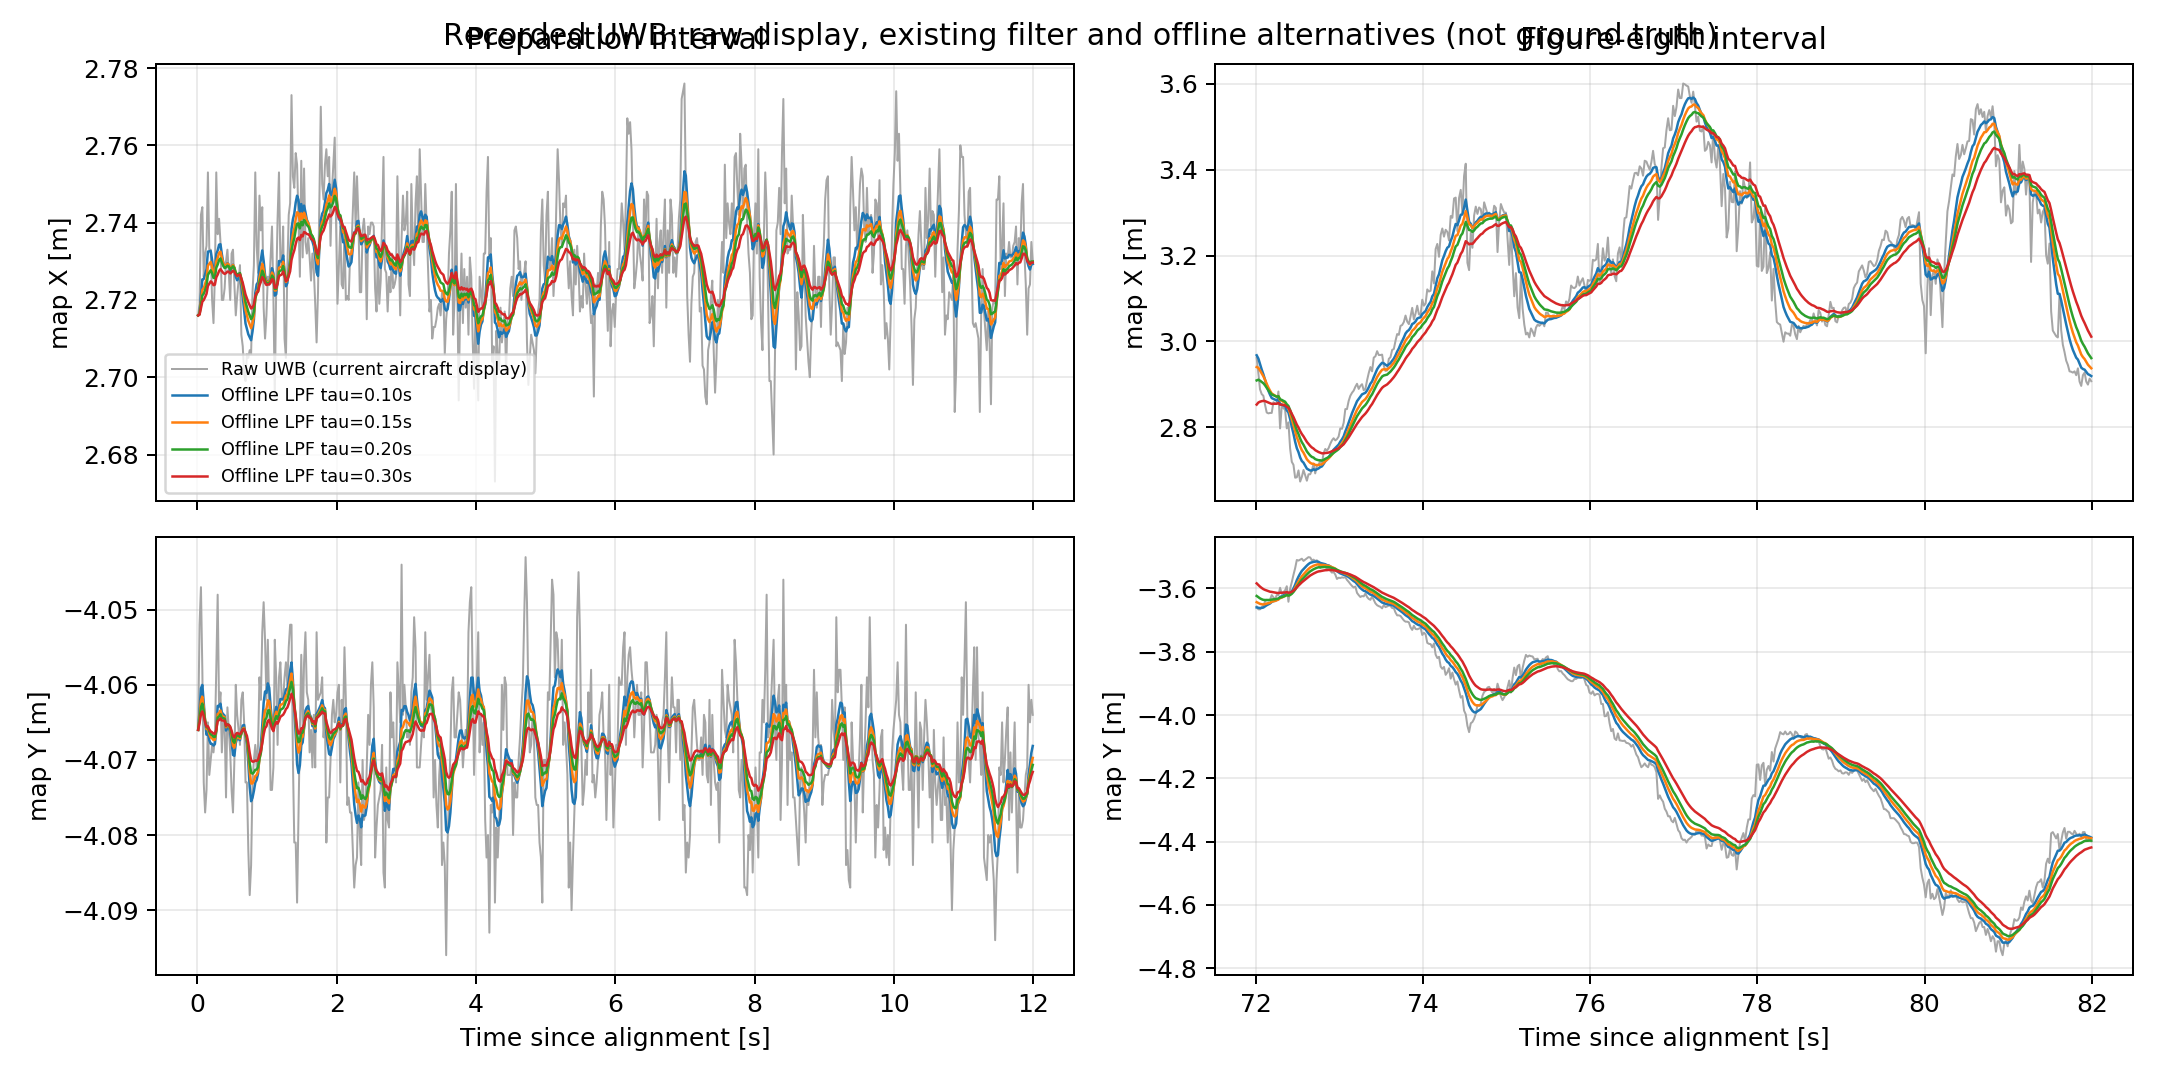 Recorded UWB: raw display, existing filter and offline alternatives (not ground truth)
Preparation interval
Figure-eight interval
map X [m]
2.78
2.76
2.74
2.72
2.70
2.68
Raw UWB (current aircraft display)
Offline LPF tau=0.10s
Offline LPF tau=0.15s
Offline LPF tau=0.20s
Offline LPF tau=0.30s
map X [m]
3.6
3.4
3.2
3.0
2.8
map Y [m]
−4.05
−4.06
−4.07
−4.08
−4.09
0 2 4 6 8 10 12
Time since alignment [s]
map Y [m]
−3.6
−3.8
−4.0
−4.2
−4.4
−4.6
−4.8
72 74 76 78 80 82
Time since alignment [s]